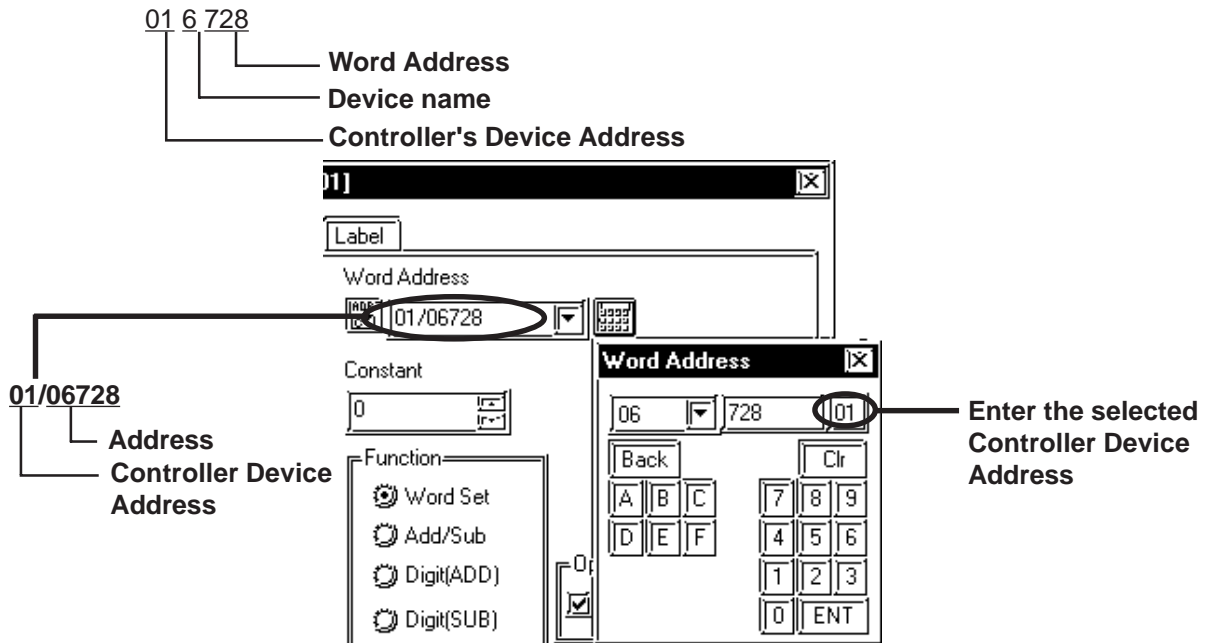 01 6 728
Word Address
Device name
Controller's Device Address
01]
Label
Word Address
01/06728
Constant
0
Function
Word Set
Add/Sub
Digit(ADD)
Digit(SUB)
Word Address
06 728 01
Back Clr
A B C 7 8 9
D E F 4 5 6
1 2 3
0 ENT
01/06728
Address
Controller Device
Address
Enter the selected
Controller Device
Address